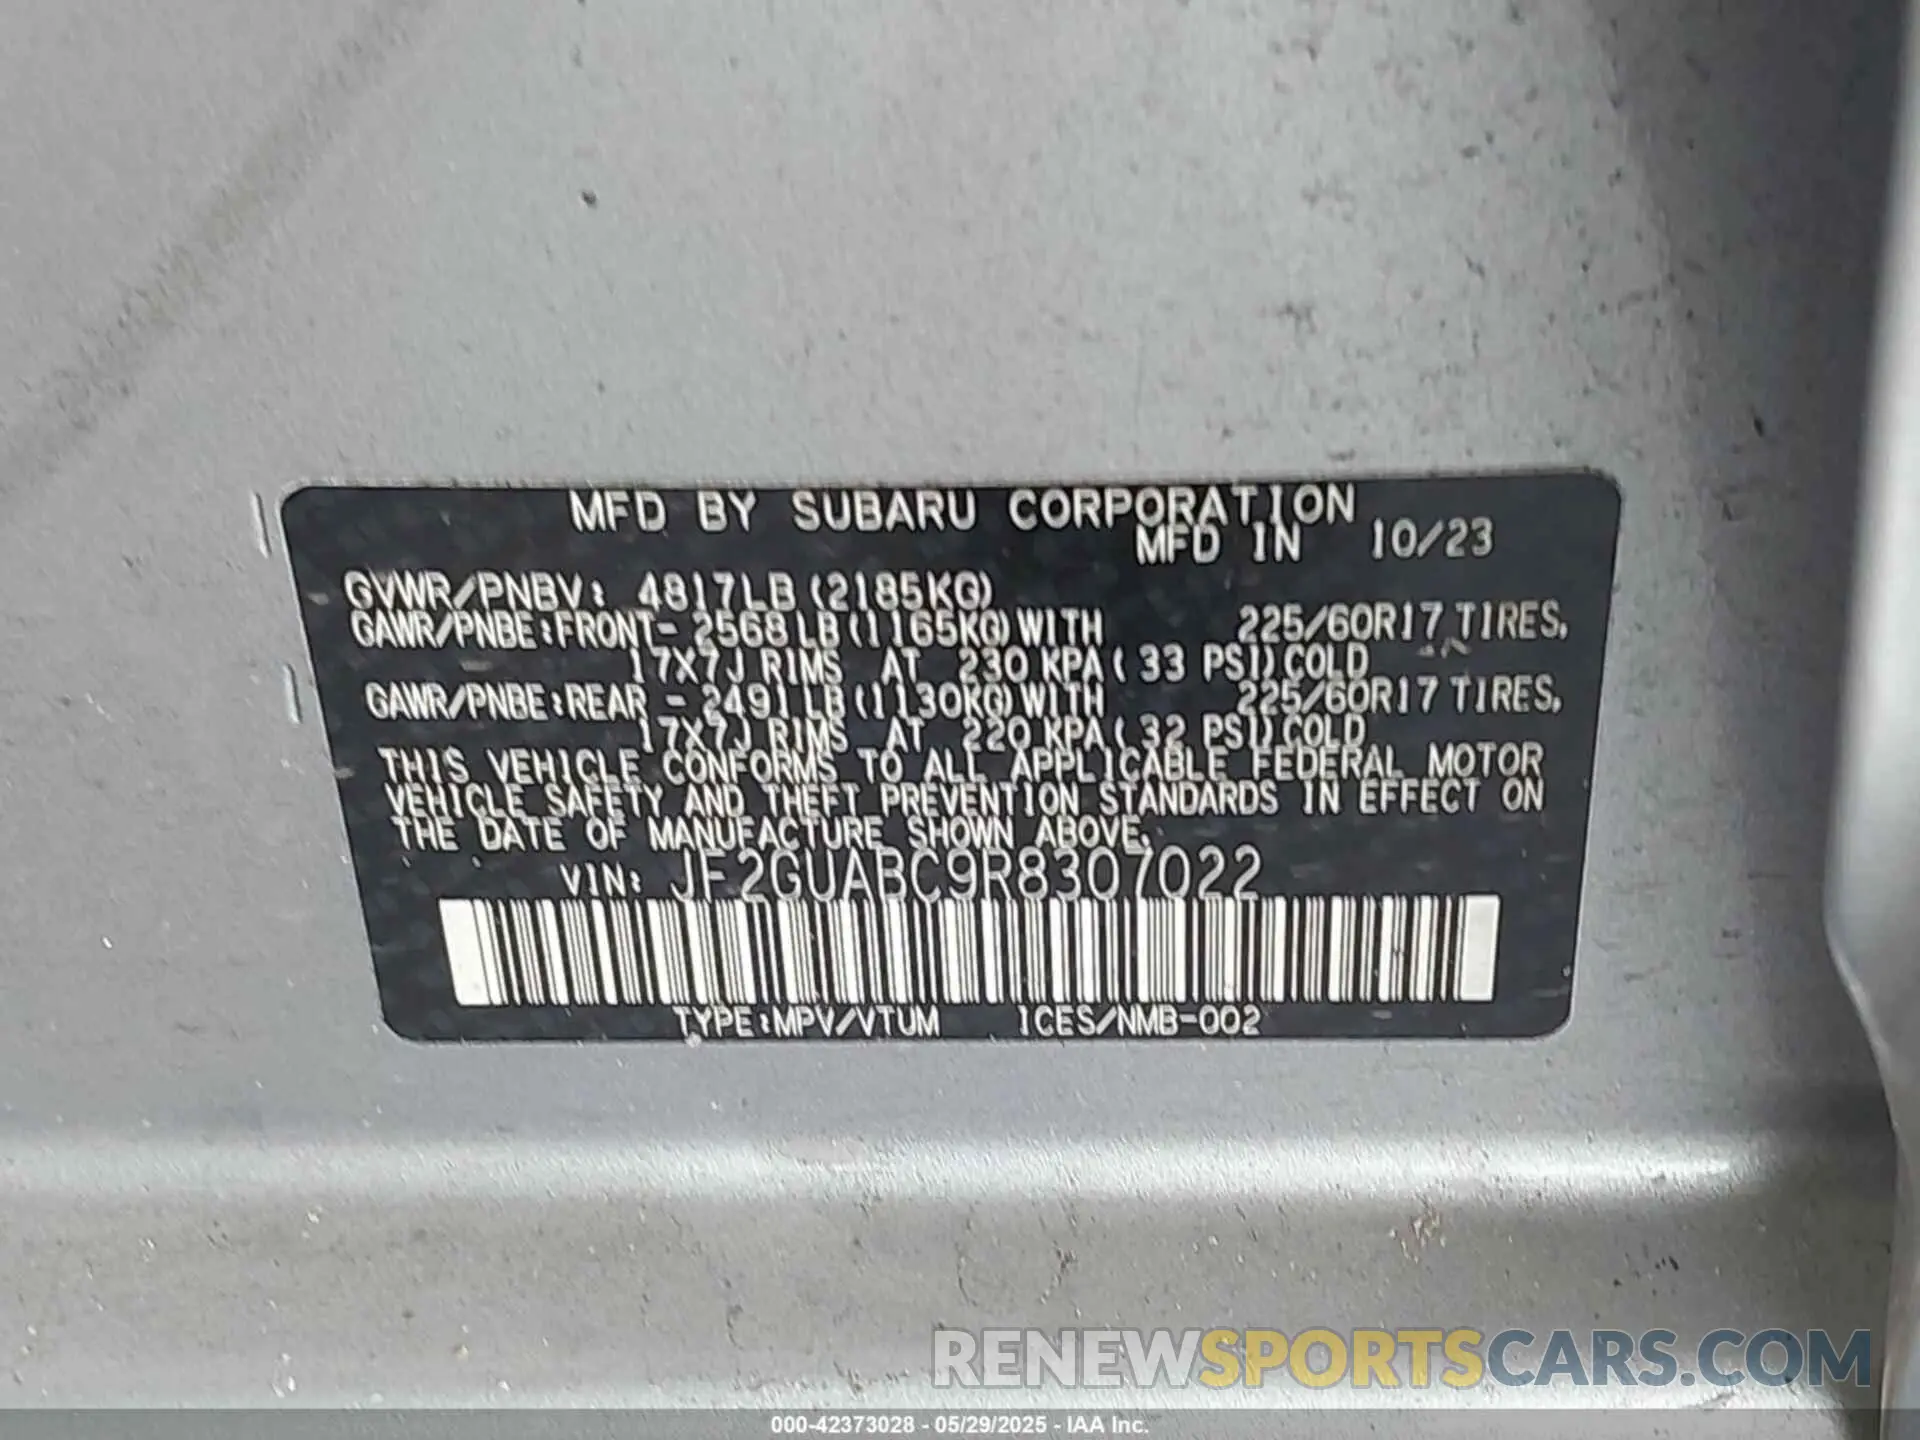 MFD BY SUBARU CORPORATION
MFD IN 10/23
GVWR/PNBV: 4817LB (2185KG)
GAWR/PNBE:FRONT- 2568LB(1165KG)WITH 225/60R17 TIRES,
17X7J RIMS AT 230 KPA( 33 PSI)COLD
GAWR/PNBE:REAR - 2491LB(1130KG)WITH 225/60R17 TIRES,
17X7J RIMS AT 220 KPA( 32 PSI)COLD
THIS VEHICLE CONFORMS TO ALL APPLICABLE FEDERAL MOTOR
VEHICLE SAFETY AND THEFT PREVENTION STANDARDS IN EFFECT ON
THE DATE OF MANUFACTURE SHOWN ABOVE.
VIN: JF2GUABC9R8307022
TYPE:MPV/VTUM ICES/NMB-002
RENEWSPORTSCARS.COM
000-42373028 - 05/29/2025 - IAA Inc.